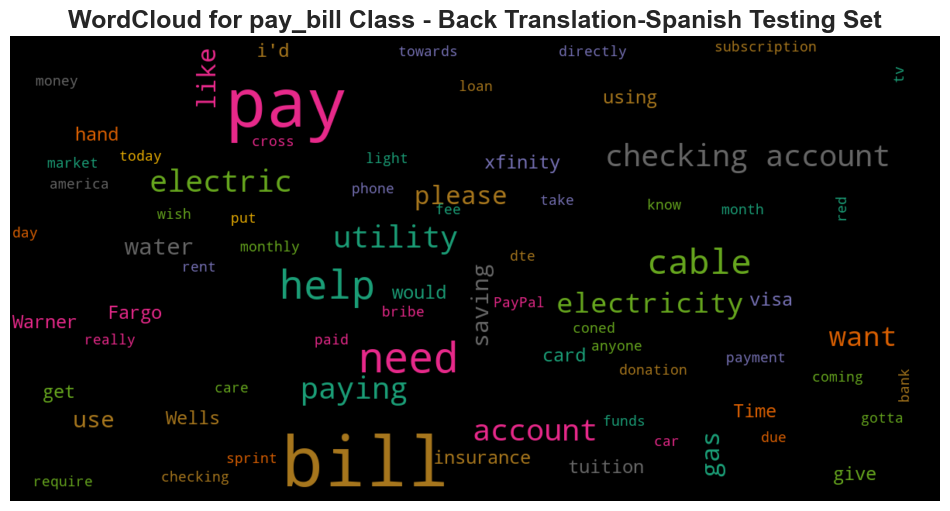 WordCloud for pay_bill Class - Back Translation-Spanish Testing Set
i'd
towards
directly
subscription
like
money
loan
using
tv
pay
hand
cross
market
today
light
xfinity
checking account
america
electric
phone
please
take
know
month
red
wish
put
fee
day
water
monthly
utility
rent
dte
cable
help
would
saving
PayPal
electricity
visa
Warner
Fargo
bribe
coned
want
really
paid
need
card
anyone
payment
donation
coming
bank
get
care
paying
use
Wells
account
funds
Time
gotta
bill
insurance
car
due
gas
sprint
tuition
give
require
checking